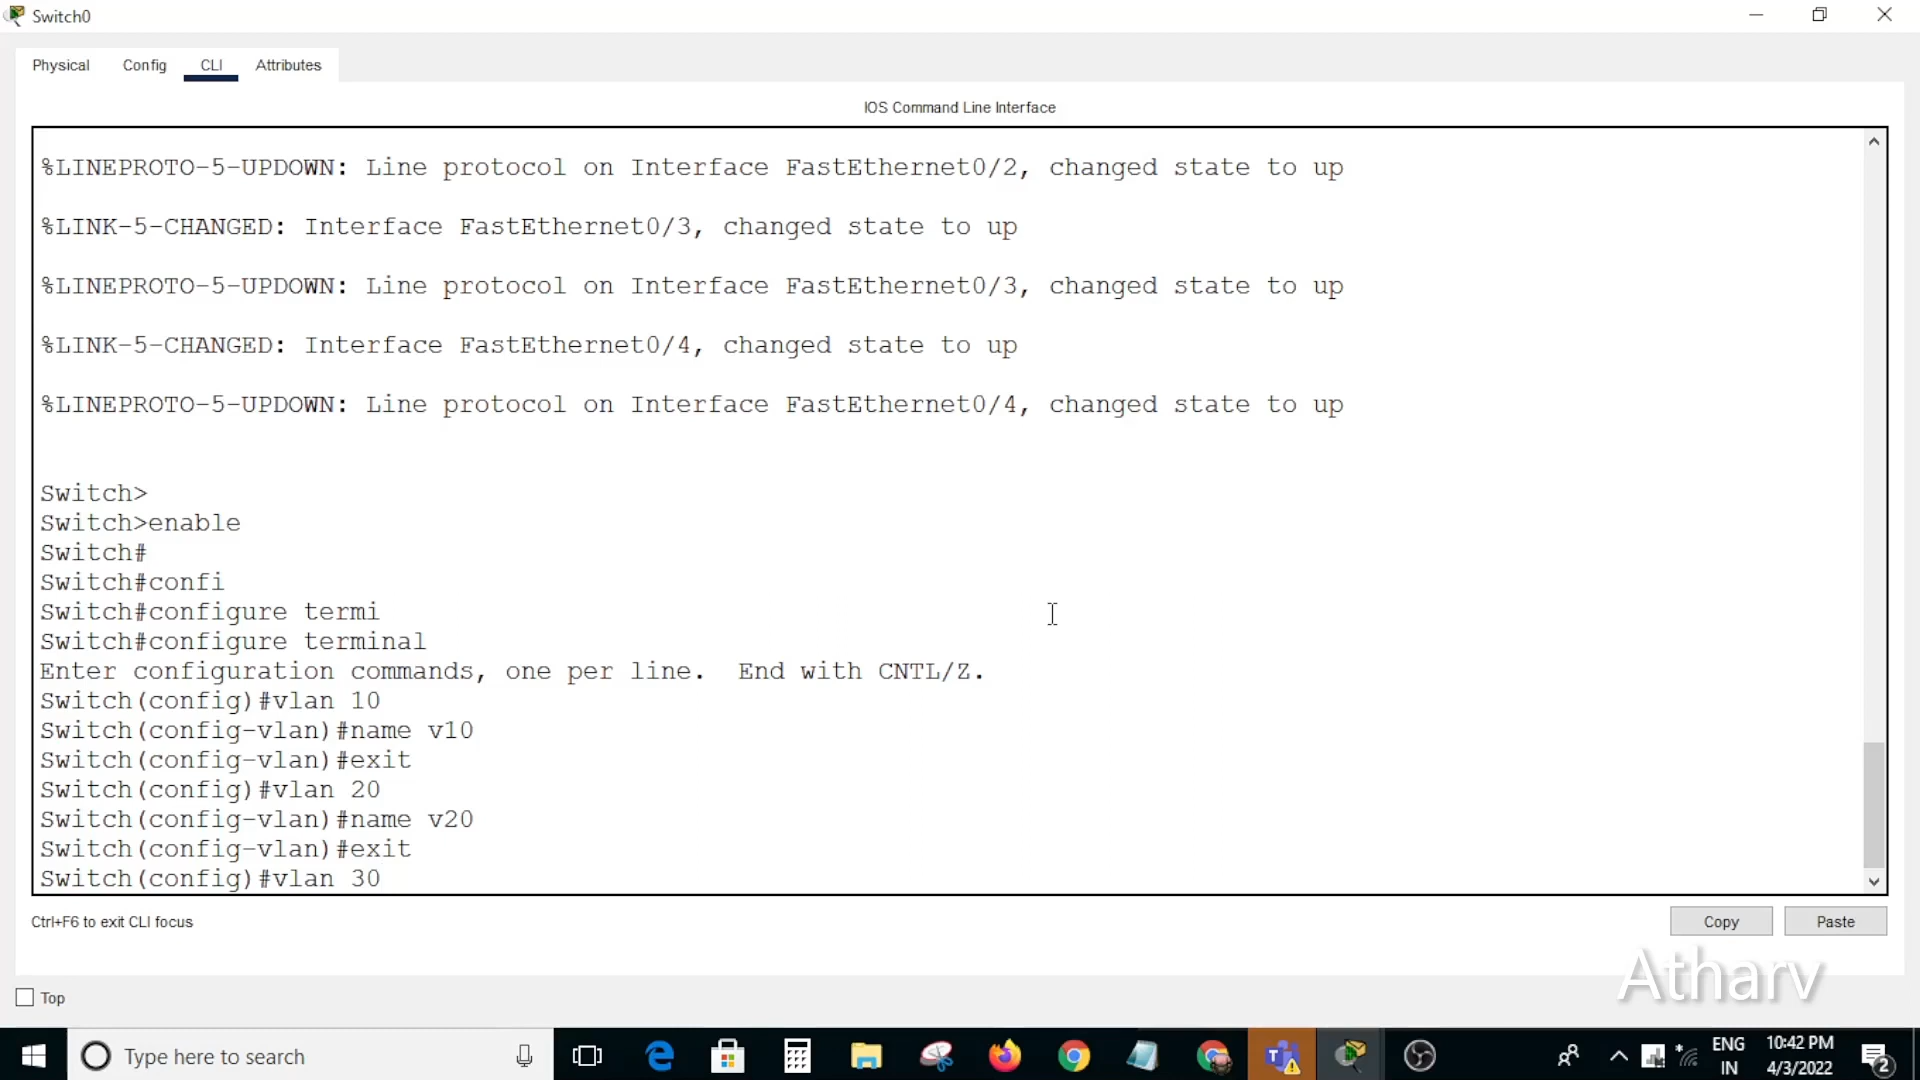 Switch0
Physical Config CLI Attributes
IOS Command Line Interface
%LINEPROTO-5-UPDOWN: Line protocol on Interface FastEthernet0/2, changed state to up
%LINK-5-CHANGED: Interface FastEthernet0/3, changed state to up
%LINEPROTO-5-UPDOWN: Line protocol on Interface FastEthernet0/3, changed state to up
%LINK-5-CHANGED: Interface FastEthernet0/4, changed state to up
%LINEPROTO-5-UPDOWN: Line protocol on Interface FastEthernet0/4, changed state to up
Switch>
Switch>enable
Switch#
Switch#confi
Switch#configure termi
Switch#configure terminal
Enter configuration commands, one per line.  End with CNTL/Z.
Switch(config)#vlan 10
Switch(config-vlan)#name v10
Switch(config-vlan)#exit
Switch(config)#vlan 20
Switch(config-vlan)#name v20
Switch(config-vlan)#exit
Switch(config)#vlan 30
Ctrl+F6 to exit CLI focus
Copy Paste
Atharv
Top
Type here to search
ENG 10:42 PM
IN 4/3/2022 2